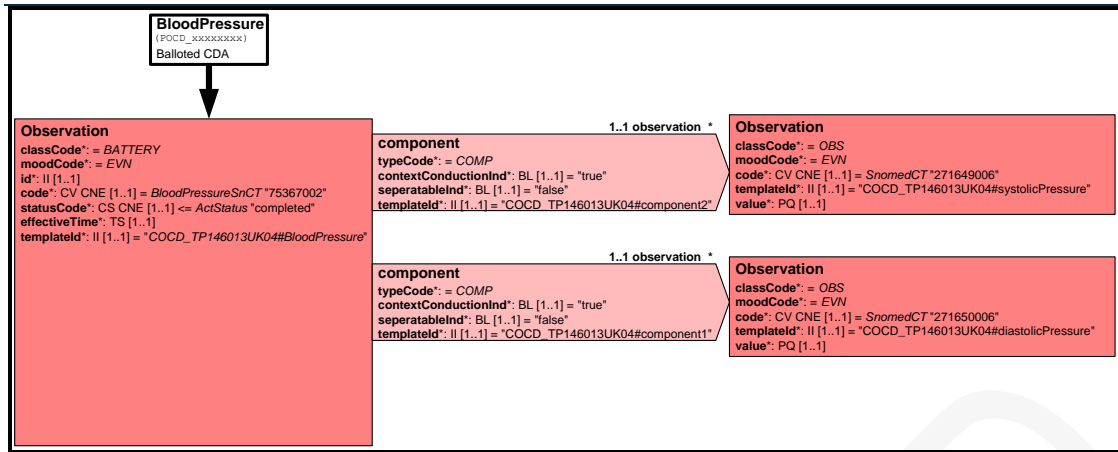 BloodPressure
(POCD_xxxxxxxx)
Balloted CDA
Observation
classCode*: = BATTERY
moodCode*: = EVN
id*: II [1..1]
code*: CV CNE [1..1] = BloodPressureSnCT "75367002"
statusCode*: CS CNE [1..1] <= ActStatus "completed"
effectiveTime*: TS [1..1]
templateId*: II [1..1] = "COCD_TP146013UK04#BloodPressure"
1..1 observation *
component
typeCode*: = COMP
contextConductionInd*: BL [1..1] = "true"
seperatableInd*: BL [1..1] = "false"
templateId*: II [1..1] = "COCD_TP146013UK04#component2"
Observation
classCode*: = OBS
moodCode*: = EVN
code*: CV CNE [1..1] = SnomedCT "271649006"
templateId*: II [1..1] = "COCD_TP146013UK04#systolicPressure"
value*: PQ [1..1]
1..1 observation *
component
typeCode*: = COMP
contextConductionInd*: BL [1..1] = "true"
seperatableInd*: BL [1..1] = "false"
templateId*: II [1..1] = "COCD_TP146013UK04#component1"
Observation
classCode*: = OBS
moodCode*: = EVN
code*: CV CNE [1..1] = SnomedCT "271650006"
templateId*: II [1..1] = "COCD_TP146013UK04#diastolicPressure"
value*: PQ [1..1]